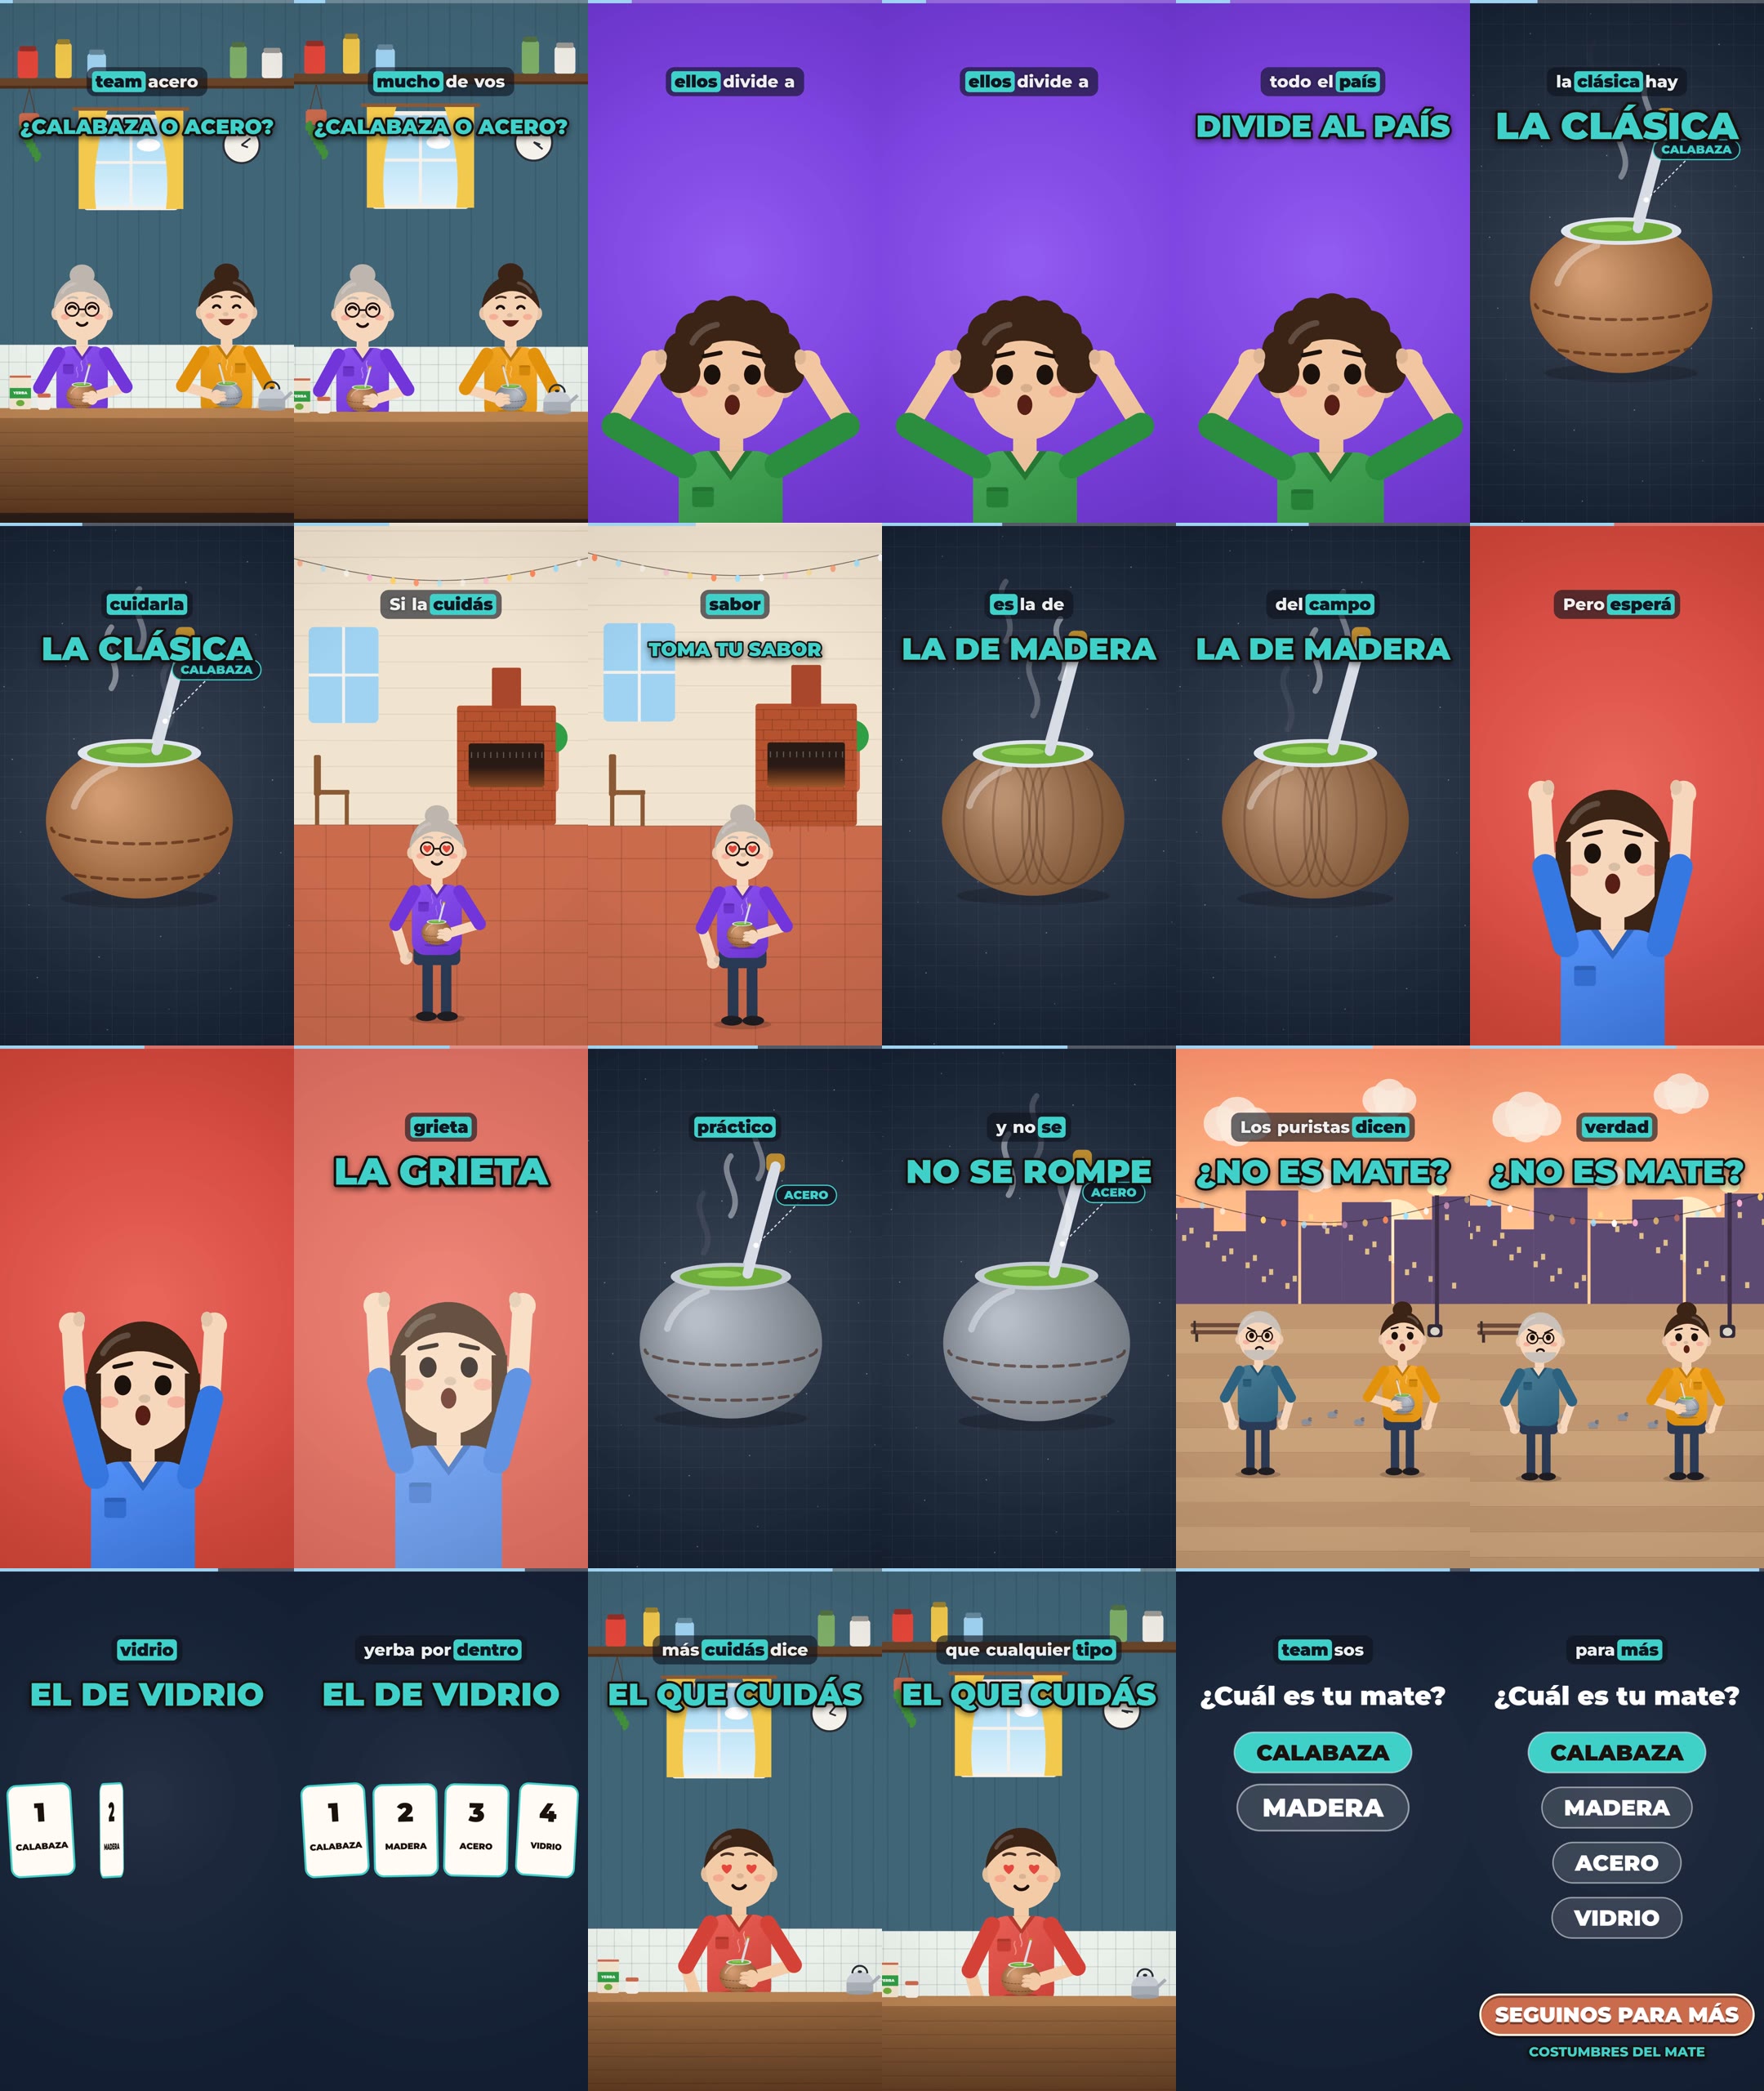 team acero
¿CALABAZA O ACERO?
YERBA
mucho de vos
¿CALABAZA O ACERO?
YERBA
ellos divide a
ellos divide a
todo el país
DIVIDE AL PAÍS
la clásica hay
LA CLÁSICA
CALABAZA
cuidarla
LA CLÁSICA
CALABAZA
Si la cuidás
sabor
TOMA TU SABOR
es la de
LA DE MADERA
del campo
LA DE MADERA
Pero esperá
grieta
LA GRIETA
práctico
ACERO
y no se
NO SE ROMPE
ACERO
Los puristas dicen
¿NO ES MATE?
verdad
¿NO ES MATE?
vidrio
EL DE VIDRIO
1
CALABAZA
2
MADERA
yerba por dentro
EL DE VIDRIO
1
CALABAZA
2
MADERA
3
ACERO
4
VIDRIO
más cuidás dice
EL QUE CUIDÁS
YERBA
que cualquier tipo
EL QUE CUIDÁS
YERBA
team sos
¿Cuál es tu mate?
CALABAZA
MADERA
para más
¿Cuál es tu mate?
CALABAZA
MADERA
ACERO
VIDRIO
SEGUINOS PARA MÁS
COSTUMBRES DEL MATE